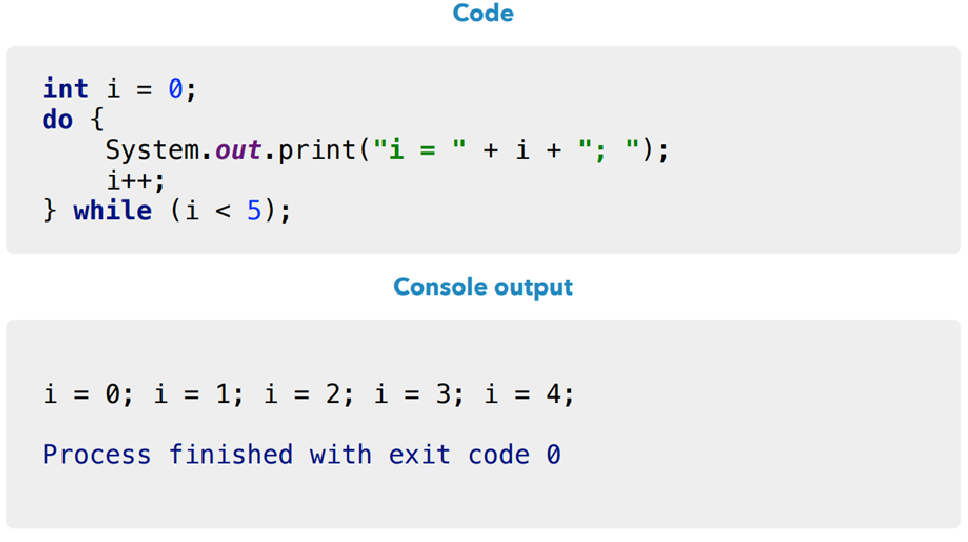 Code
int i = 0;
do {
    System.out.print("i = " + i + "; ");
    i++;
} while (i < 5);
Console output
i = 0; i = 1; i = 2; i = 3; i = 4;
Process finished with exit code 0